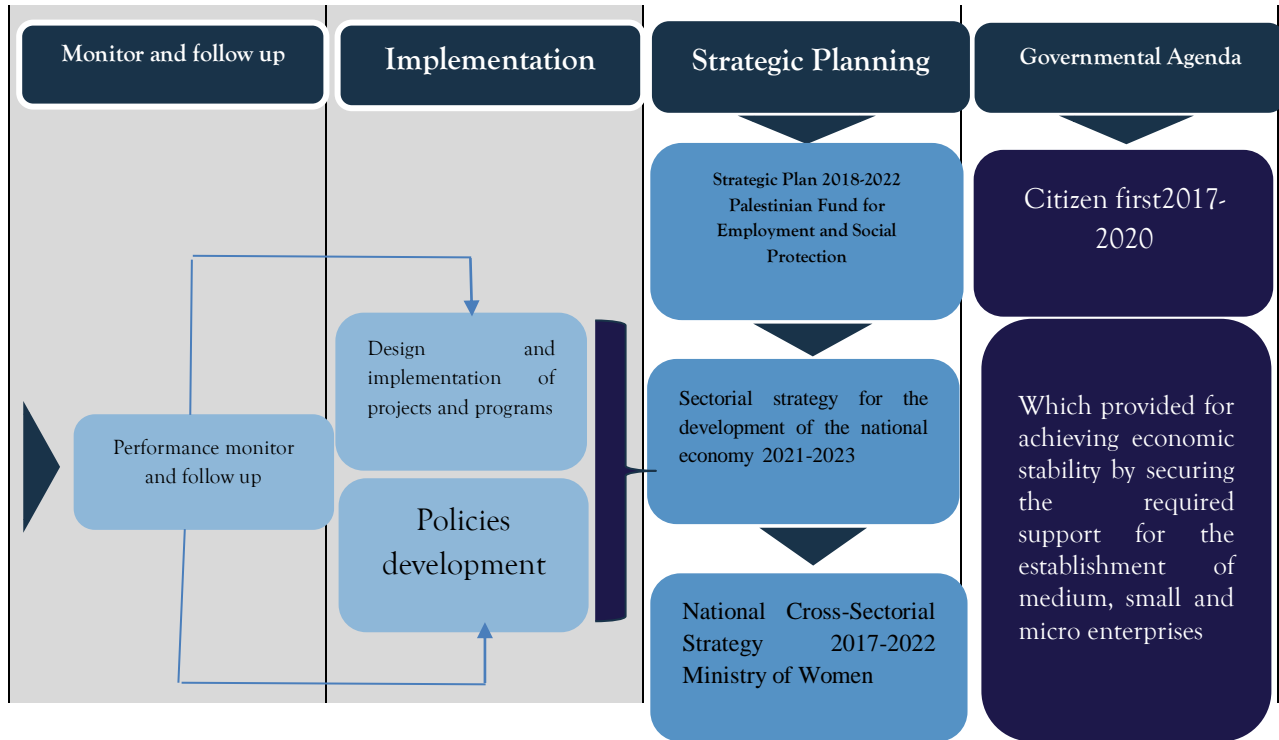 Monitor and follow up
Implementation
Strategic Planning
Governmental Agenda
Strategic Plan 2018-2022
Palestinian Fund for
Employment and Social
Protection
Citizen first2017-
2020
Design and
implementation of
projects and programs
Performance monitor
and follow up
Policies
development
Sectorial strategy for the
development of the national
economy 2021-2023
National Cross-Sectorial
Strategy 2017-2022
Ministry of Women
Which provided for
achieving economic
stability by securing
the required
support for the
establishment of
medium, small and
micro enterprises